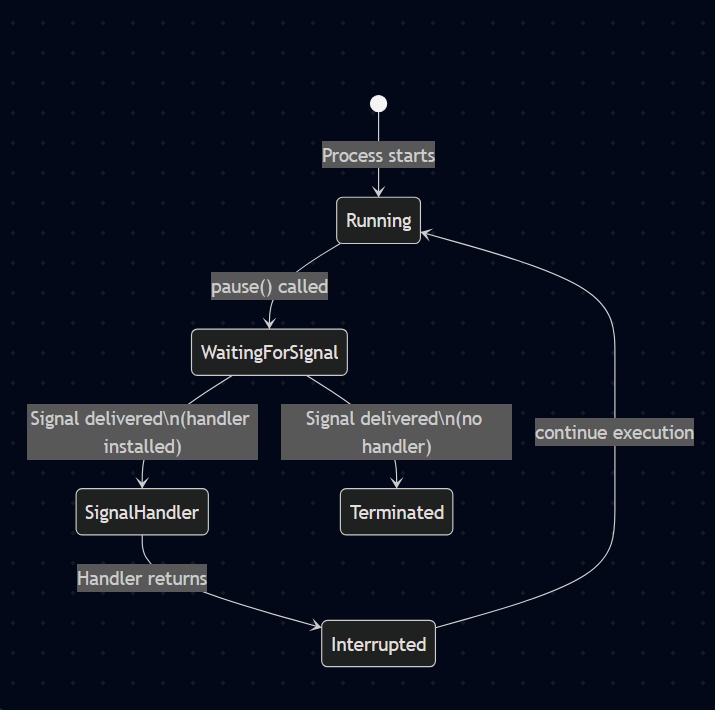 Process starts
Running
pause() called
WaitingForSignal
Signal delivered\n(handler
installed)
Signal delivered\n(no
handler)
continue execution
SignalHandler
Terminated
Handler returns
Interrupted